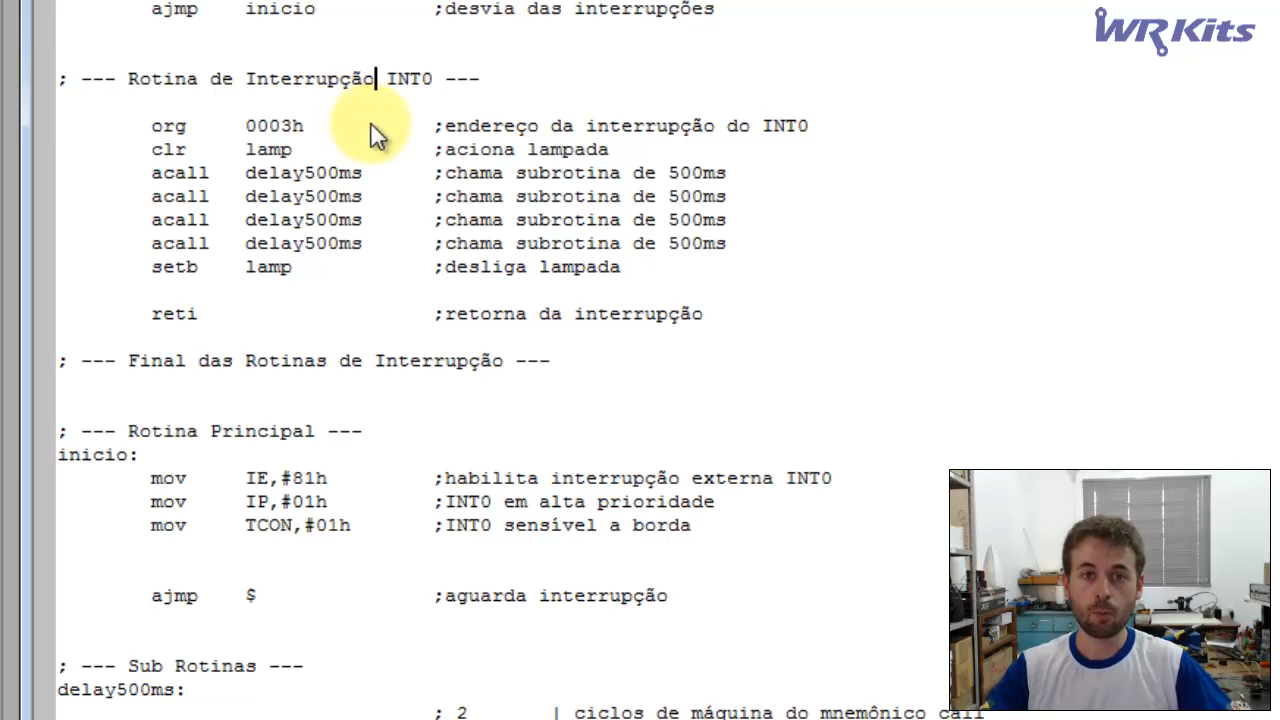 ajmp inicio ;desvia das interrupções
WR Kits
; --- Rotina de Interrupção INT0 ---
org 0003h ;endereço da interrupção do INT0
clr lamp ;aciona lampada
acall delay500ms ;chama subrotina de 500ms
acall delay500ms ;chama subrotina de 500ms
acall delay500ms ;chama subrotina de 500ms
acall delay500ms ;chama subrotina de 500ms
setb lamp ;desliga lampada
reti ;retorna da interrupção
; --- Final das Rotinas de Interrupção ---
; --- Rotina Principal ---
inicio:
mov IE,#81h ;habilita interrupção externa INT0
mov IP,#01h ;INT0 em alta prioridade
mov TCON,#01h ;INT0 sensível a borda
ajmp $ ;aguarda interrupção
; --- Sub Rotinas ---
delay500ms:
; 2 | ciclos de máquina do mnemônico call